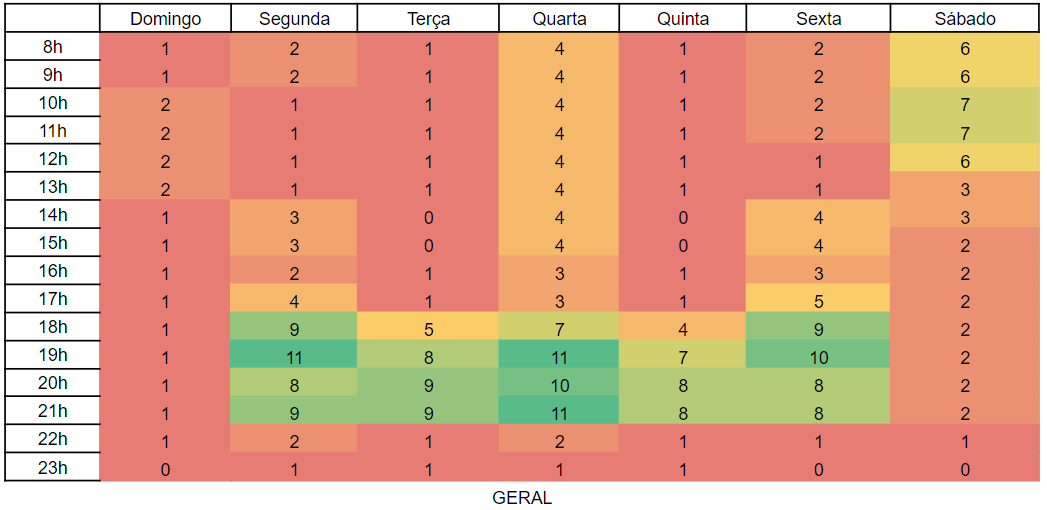 Domingo Segunda Terça Quarta Quinta Sexta Sábado
8h 1 2 1 4 1 2 6
9h 1 2 1 4 1 2 6
10h 2 1 1 4 1 2 7
11h 2 1 1 4 1 2 7
12h 2 1 1 4 1 1 6
13h 2 1 1 4 1 1 3
14h 1 3 0 4 0 4 3
15h 1 3 0 4 0 4 2
16h 1 2 1 3 1 3 2
17h 1 4 1 3 1 5 2
18h 1 9 5 7 4 9 2
19h 1 11 8 11 7 10 2
20h 1 8 9 10 8 8 2
21h 1 9 9 11 8 8 2
22h 1 2 1 2 1 1 1
23h 0 1 1 1 1 0 0
GERAL